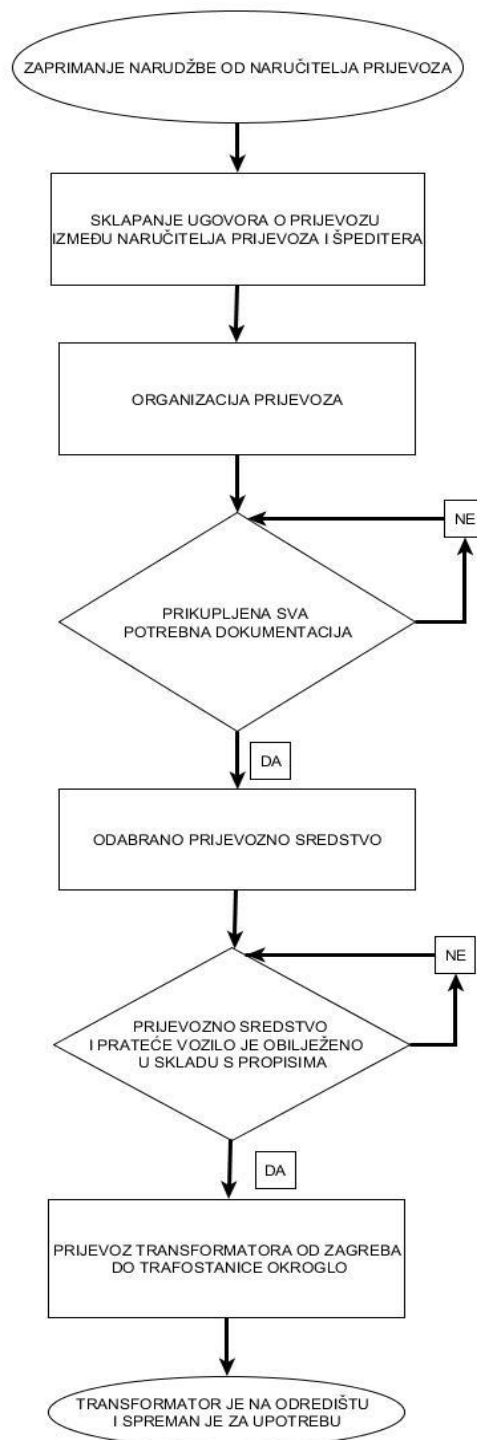 ZAPRIMANJE NARUDŽBE OD NARUČITELJA PRIJEVOZA
SKLAPANJE UGOVORA O PRIJEVOZU
IZMEĐU NARUČITELJA PRIJEVOZA I ŠPEDITERA
ORGANIZACIJA PRIJEVOZA
NE
PRIKUPLJENA SVA
POTREBNA DOKUMENTACIJA
DA
ODABRANO PRIJEVOZNO SREDSTVO
NE
PRIJEVOZNO SREDSTVO
I PRATEĆE VOZILO JE OBILJEŽENO
U SKLADU S PROPISIMA
DA
PRIJEVOZ TRANSFORMATORA OD ZAGREBA
DO TRAFOSTANICE OKROGLO
TRANSFORMATOR JE NA ODREDIŠTU
I SPREMAN JE ZA UPOTREBU